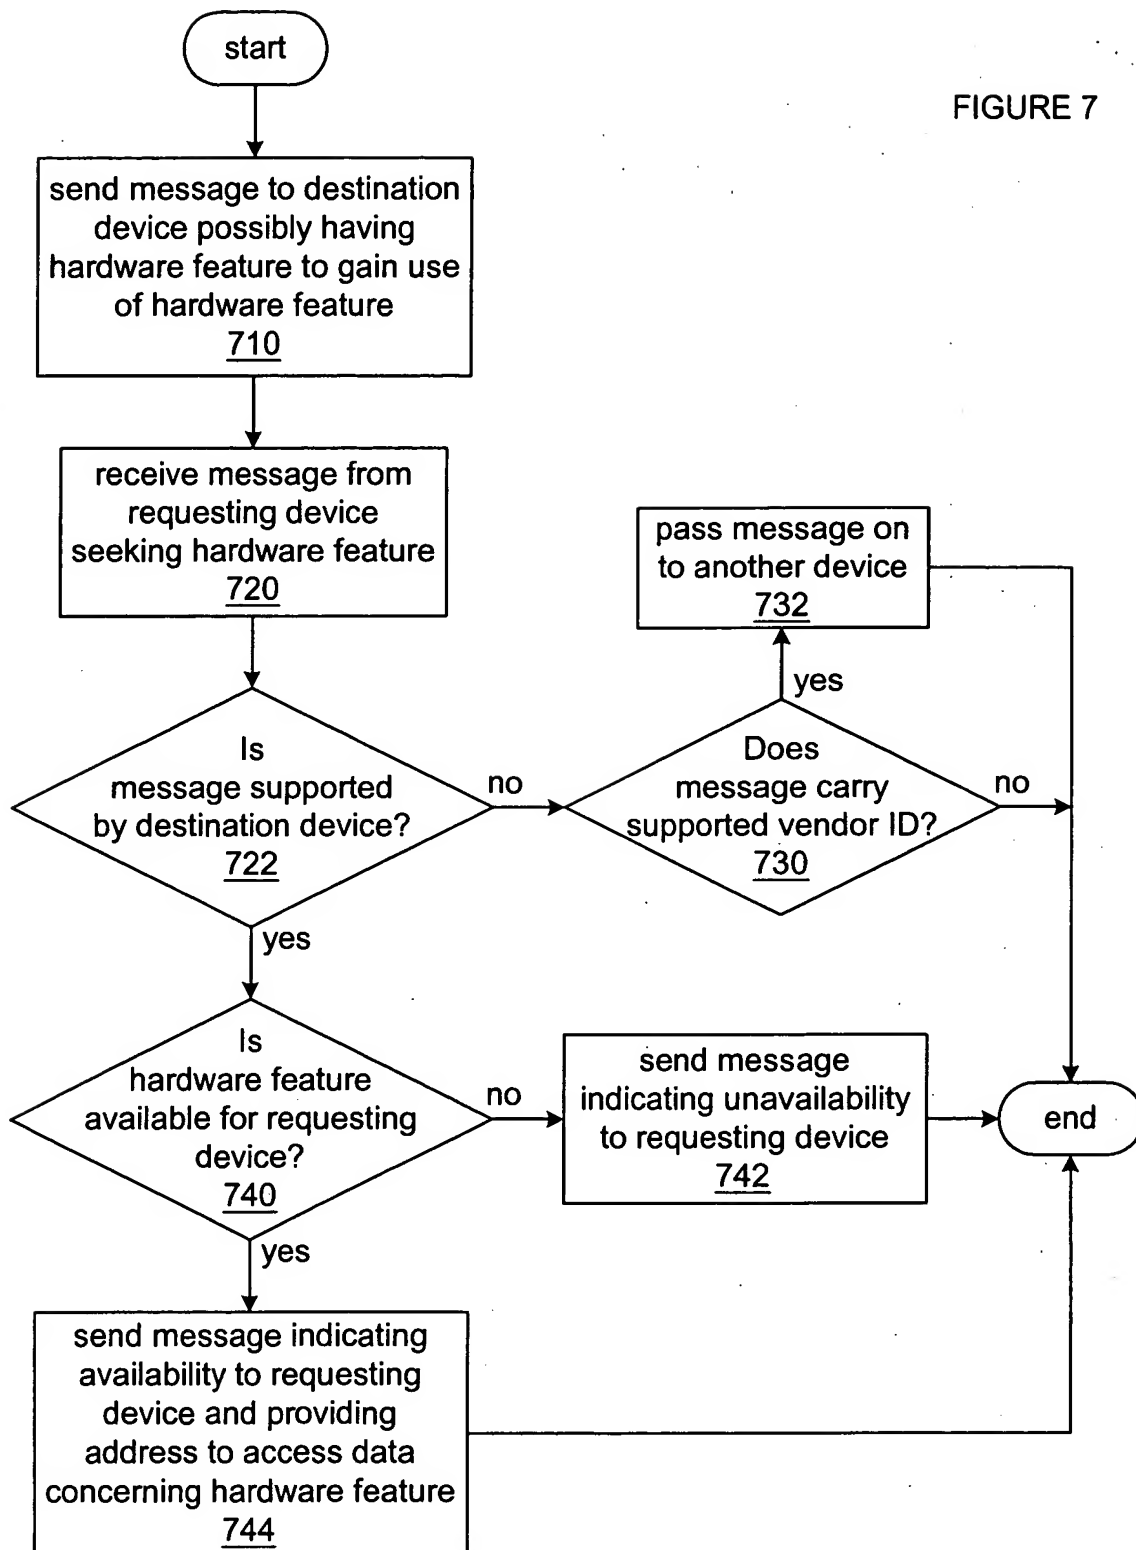 start
FIGURE 7
send message to destination
device possibly having
hardware feature to gain use
of hardware feature
710
receive message from
requesting device
seeking hardware feature
720
pass message on
to another device
732
yes
Is
message supported
by destination device?
722
no
Does
message carry
supported vendor ID?
730
no
yes
Is
hardware feature
available for requesting
device?
740
no
send message
indicating unavailability
to requesting device
742
end
yes
send message indicating
availability to requesting
device and providing
address to access data
concerning hardware feature
744